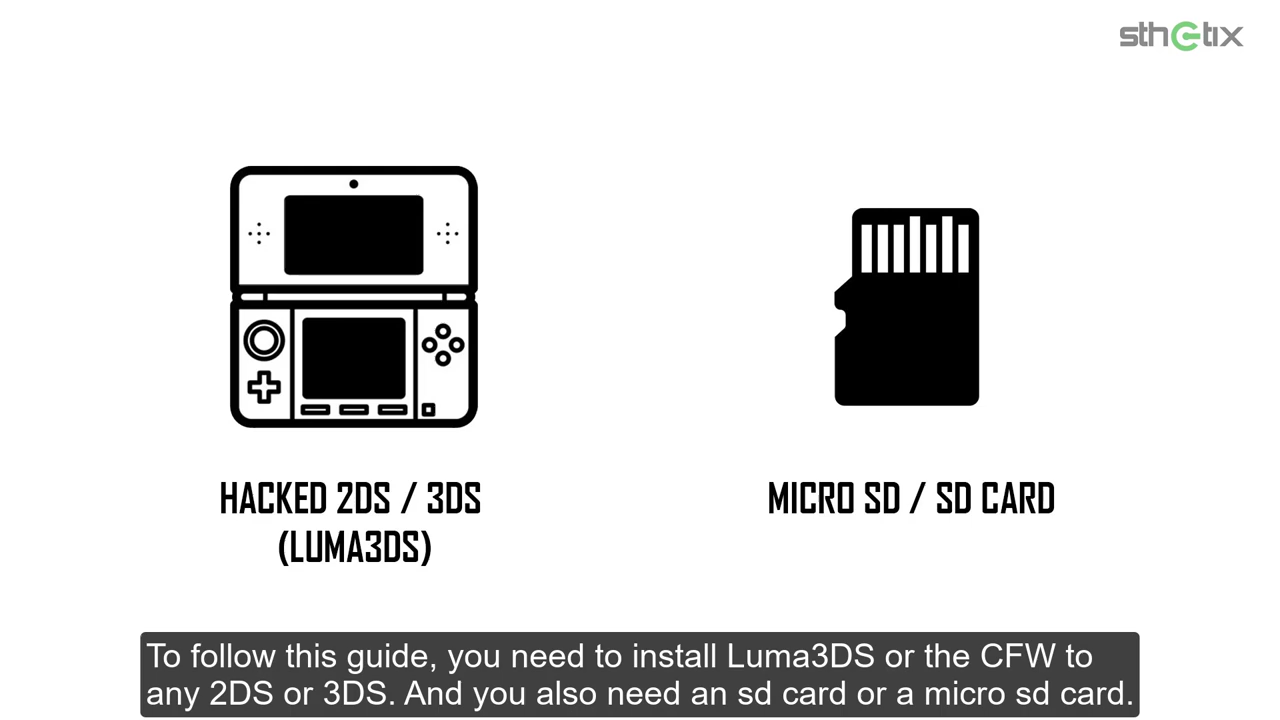 sthetix
HACKED 2DS / 3DS
(LUMA3DS)
MICRO SD / SD CARD
To follow this guide, you need to install Luma3DS or the CFW to
any 2DS or 3DS. And you also need an sd card or a micro sd card.